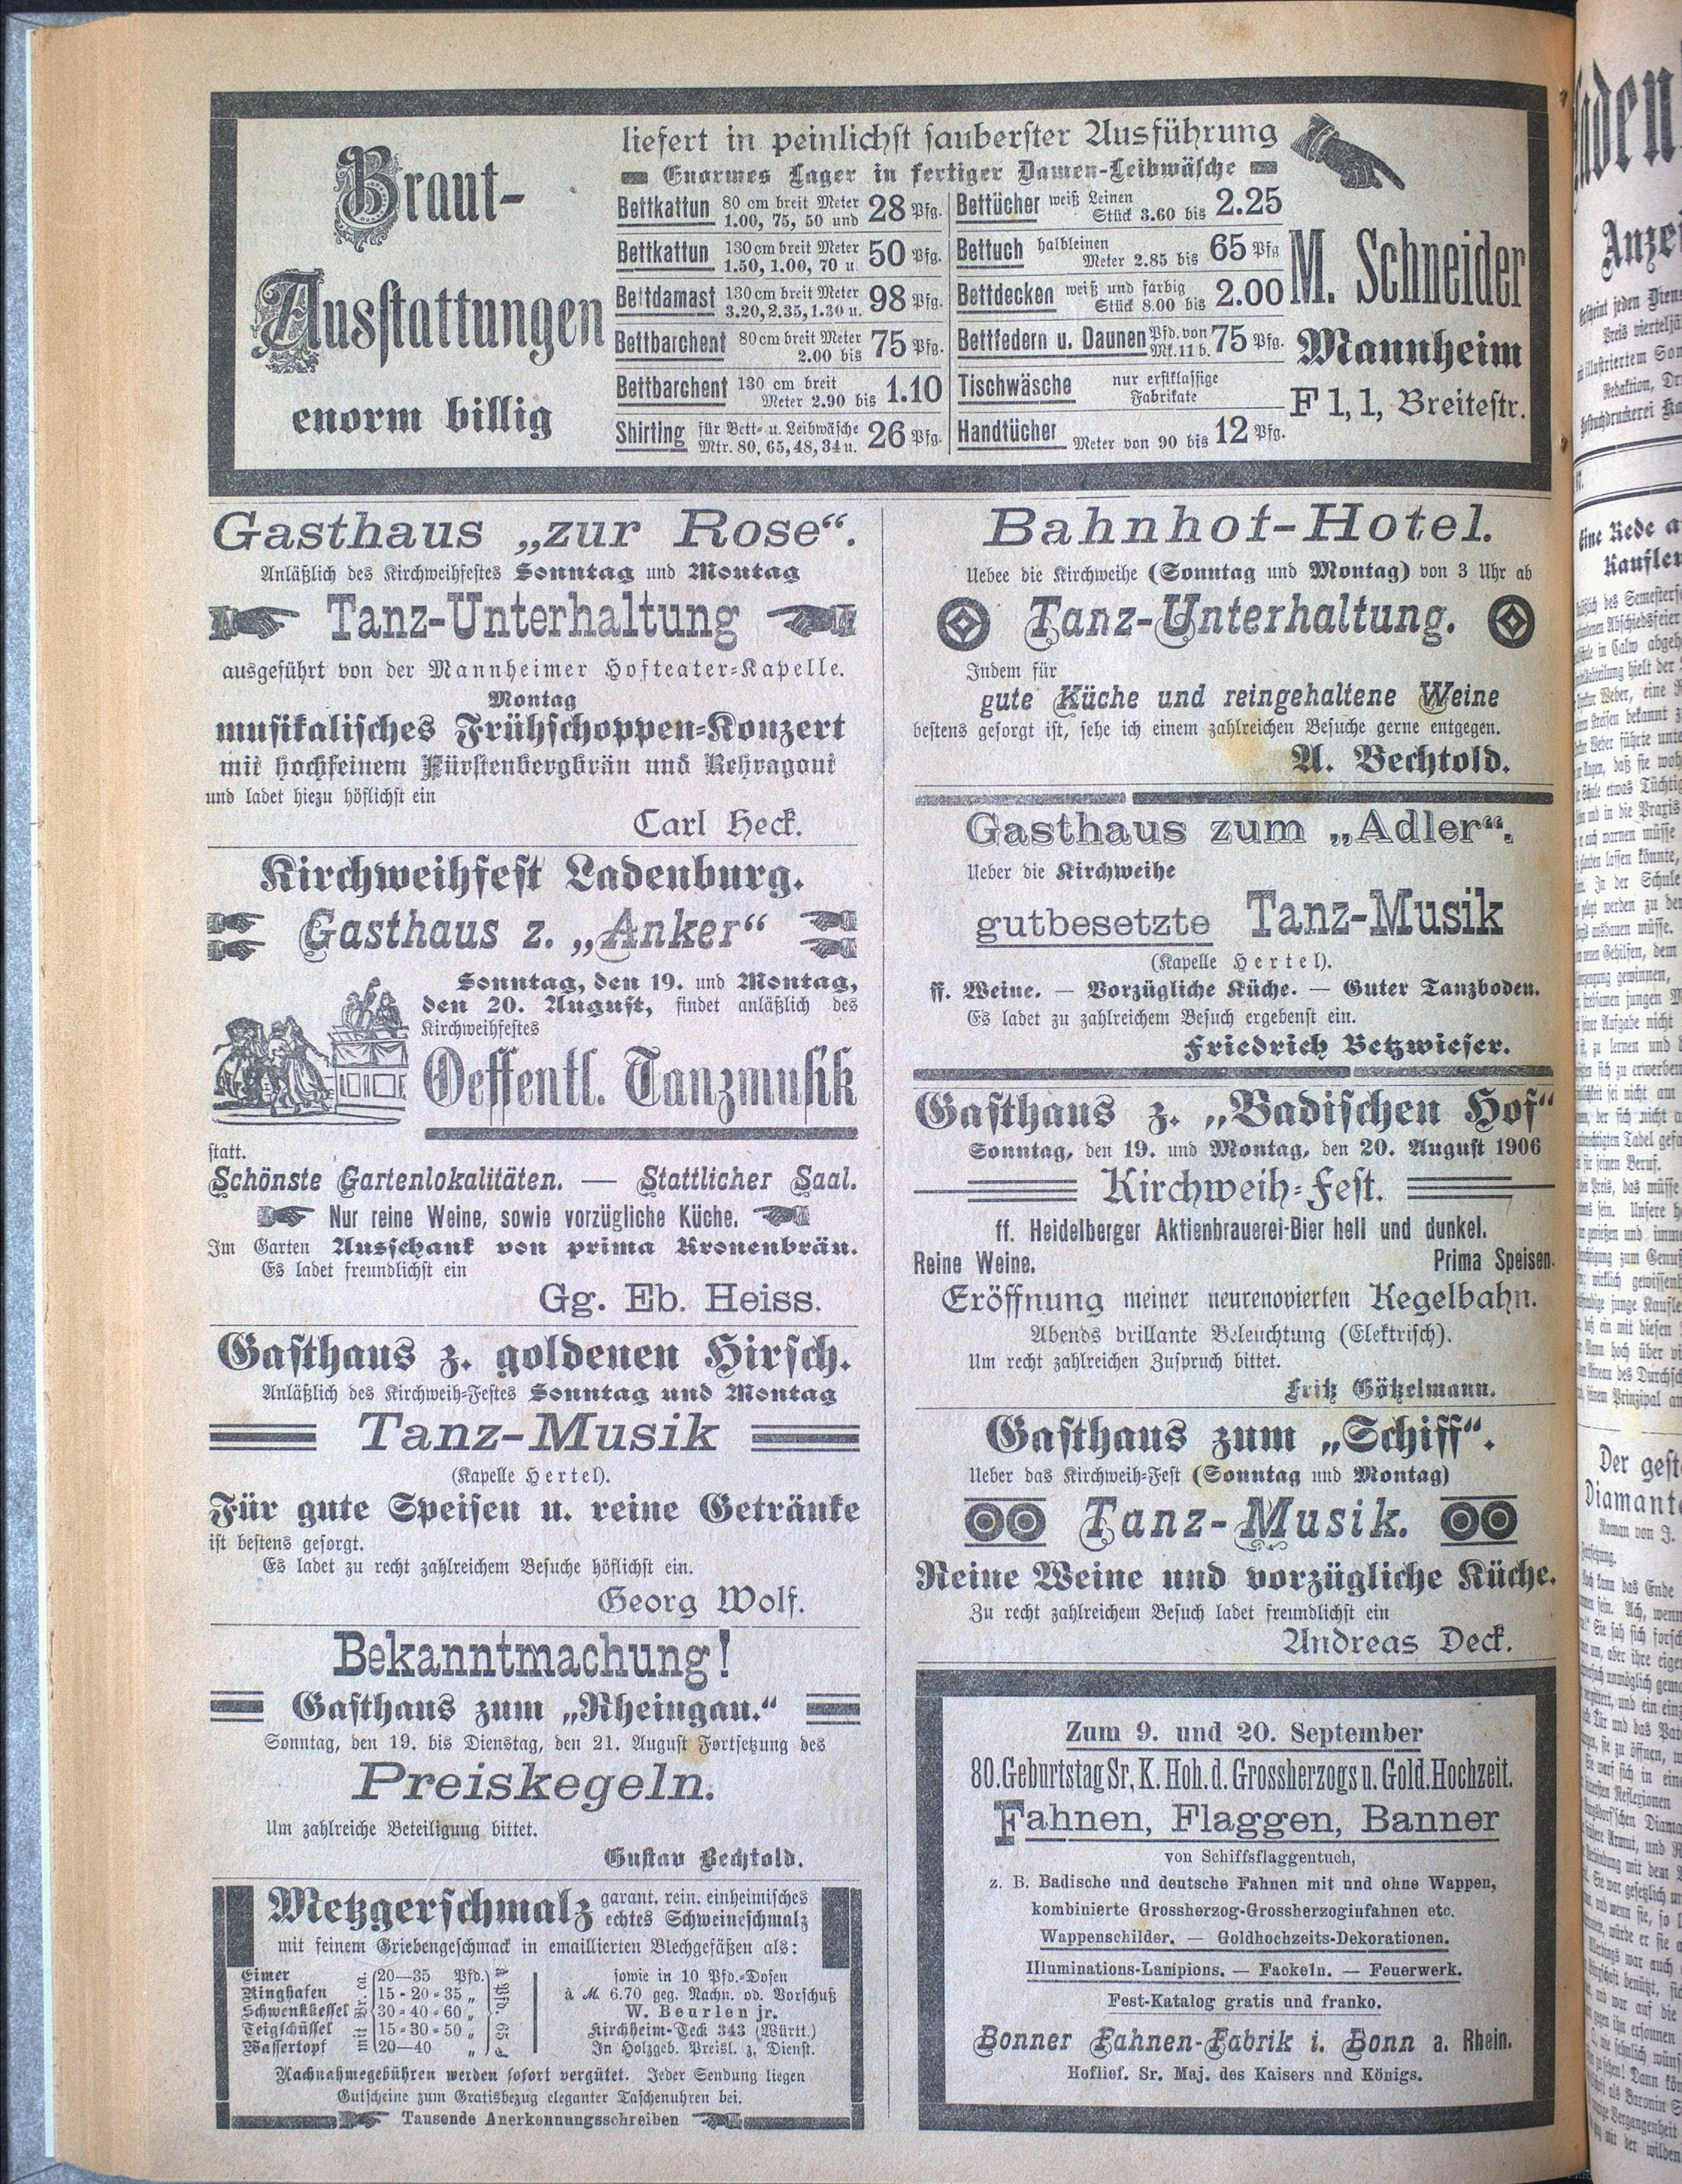 Braut-
Ausstattungen
enorm billig
liefert in peinlichst sauberster Ausführung
Enormes Lager in fertiger Damen-Leibwäsche
Bettkattun 80 cm breit Meter 1.00, 75, 50 und 28 Pfg.
Bettkattun 130 cm breit Meter 1.50, 1.00, 70 u. 50 Pfg.
Bettdamast 130 cm breit Meter 3.20, 2.35, 1.30 u. 98 Pfg.
Bettbarchent 80 cm breit Meter 2.00 bis 75 Pfg.
Bettbarchent 130 cm breit Meter 2.90 bis 1.10
Shirting für Bett- u. Leibwäsche Mtr. 80, 65, 48, 34 u. 26 Pfg.
Bettücher weiß Leinen Stück 3.60 bis 2.25
Bettuch halbleinen Meter 2.85 bis 65 Pfg
Bettdecken weiß und farbig Stück 8.00 bis 2.00
Bettfedern u. Daunen Pfd. von Mk. 11 b. 75 Pfg.
Tischwäsche nur erstklassige Fabrikate
Handtücher Meter von 90 bis 12 Pfg.
M. Schneider
Mannheim
F 1, 1, Breitestr.
Gasthaus „zur Rose“.
Anläßlich des Kirchweihfestes Sonntag und Montag
Tanz-Unterhaltung
ausgeführt von der Mannheimer Hofteater-Kapelle.
Montag
musikalisches Frühschoppen-Konzert
mit hochfeinem Fürstenbergbräu und Rehragout
und ladet hiezu höflichst ein
Carl Heck.
Kirchweihfest Ladenburg.
Gasthaus z. „Anker“
Sonntag, den 19. und Montag,
den 20. August, findet anläßlich des
Kirchweihfestes
Oeffentl. Tanzmusik
statt.
Schönste Gartenlokalitäten. — Stattlicher Saal.
Nur reine Weine, sowie vorzügliche Küche.
Im Garten Ausschank von prima Kronenbräu.
Es ladet freundlichst ein
Gg. Eb. Heiss.
Gasthaus z. goldenen Hirsch.
Anläßlich des Kirchweih-Festes Sonntag und Montag
Tanz-Musik
(Kapelle Hertel).
Für gute Speisen u. reine Getränke
ist bestens gesorgt.
Es ladet zu recht zahlreichem Besuche höflichst ein.
Georg Wolf.
Bekanntmachung!
Gasthaus zum „Rheingau.“
Sonntag, den 19. bis Dienstag, den 21. August Fortsetzung des
Preiskegeln.
Um zahlreiche Beteiligung bittet.
Gustav Bechtold.
Metzgerschmalz garant. rein. einheimisches
echtes Schweineschmalz
mit feinem Griebengeschmack in emaillierten Blechgefäßen als:
Eimer 20—35 Pfd.
Ringhafen 15-20-35 „
Schwenkkessel 30-40-60 „
Teigschüssel 15-30-50 „
Wassertopf 20—40 „
sowie in 10 Pfd.-Dosen
à M. 6.70 geg. Nachn. od. Vorschuß
W. Beurlen jr.
Kirchheim-Teck 343 (Württ.)
In Holzgeb. Preisl. z. Dienst.
Nachnahmegebühren werden sofort vergütet. Jeder Sendung liegen
Gutscheine zum Gratisbezug eleganter Taschenuhren bei.
Tausende Anerkennungsschreiben
Bahnhof-Hotel.
Uebee die Kirchweihe (Sonntag und Montag) von 3 Uhr ab
Tanz-Unterhaltung.
Indem für
gute Küche und reingehaltene Weine
bestens gesorgt ist, sehe ich einem zahlreichen Besuche gerne entgegen.
A. Bechtold.
Gasthaus zum „Adler“.
Ueber die Kirchweihe
gutbesetzte Tanz-Musik
(Kapelle Hertel).
ff. Weine. — Vorzügliche Küche. — Guter Tanzboden.
Es ladet zu zahlreichem Besuch ergebenst ein.
Friedrich Betzwieser.
Gasthaus z. „Badischen Hof“
Sonntag, den 19. und Montag, den 20. August 1906
Kirchweih-Fest.
ff. Heidelberger Aktienbrauerei-Bier hell und dunkel.
Reine Weine. Prima Speisen.
Eröffnung meiner neurenovierten Kegelbahn.
Abends brillante Beleuchtung (Elektrisch).
Um recht zahlreichen Zuspruch bittet.
Fritz Götzelmann.
Gasthaus zum „Schiff“.
Ueber das Kirchweih-Fest (Sonntag und Montag)
Tanz-Musik.
Reine Weine und vorzügliche Küche.
Zu recht zahlreichem Besuch ladet freundlichst ein
Andreas Deck.
Zum 9. und 20. September
80. Geburtstag Sr. K. Hoh. d. Grossherzogs u. Gold. Hochzeit.
Fahnen, Flaggen, Banner
von Schiffsflaggentuch,
z. B. Badische und deutsche Fahnen mit und ohne Wappen,
kombinierte Grossherzog-Grossherzoginfahnen etc.
Wappenschilder. — Goldhochzeits-Dekorationen.
Illuminations-Lampions. — Fackeln. — Feuerwerk.
Fest-Katalog gratis und franko.
Bonner Fahnen-Fabrik i. Bonn a. Rhein.
Hoflief. Sr. Maj. des Kaisers und Königs.